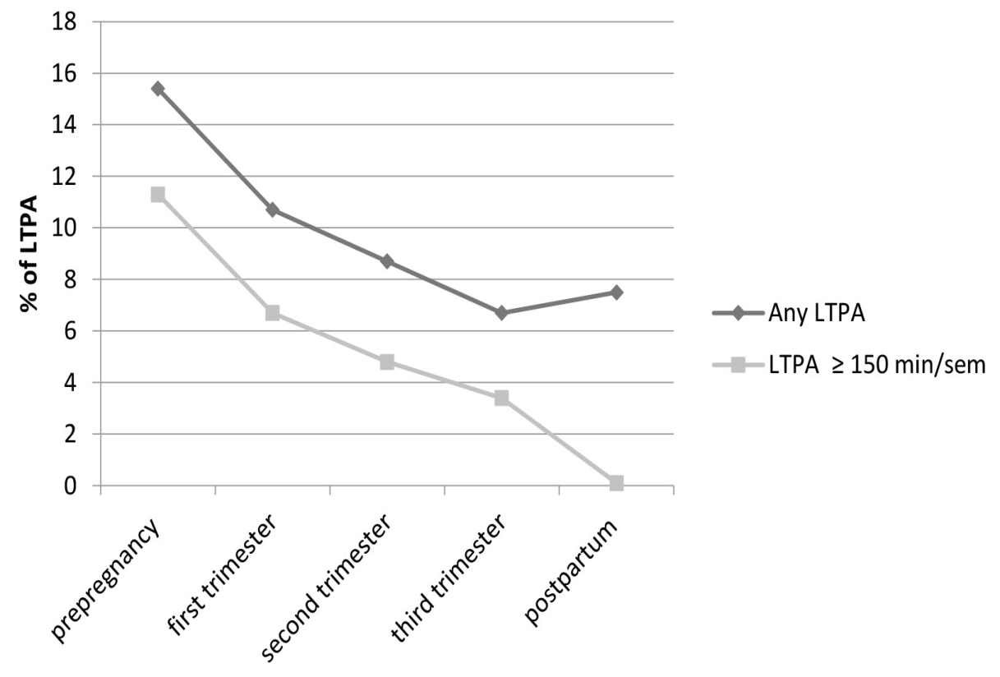 18
16
14
12
10
8
6
4
2
0
% of LTPA
prepregnancy
first trimester
second trimester
third trimester
postpartum
Any LTPA
LTPA ≥ 150 min/sem